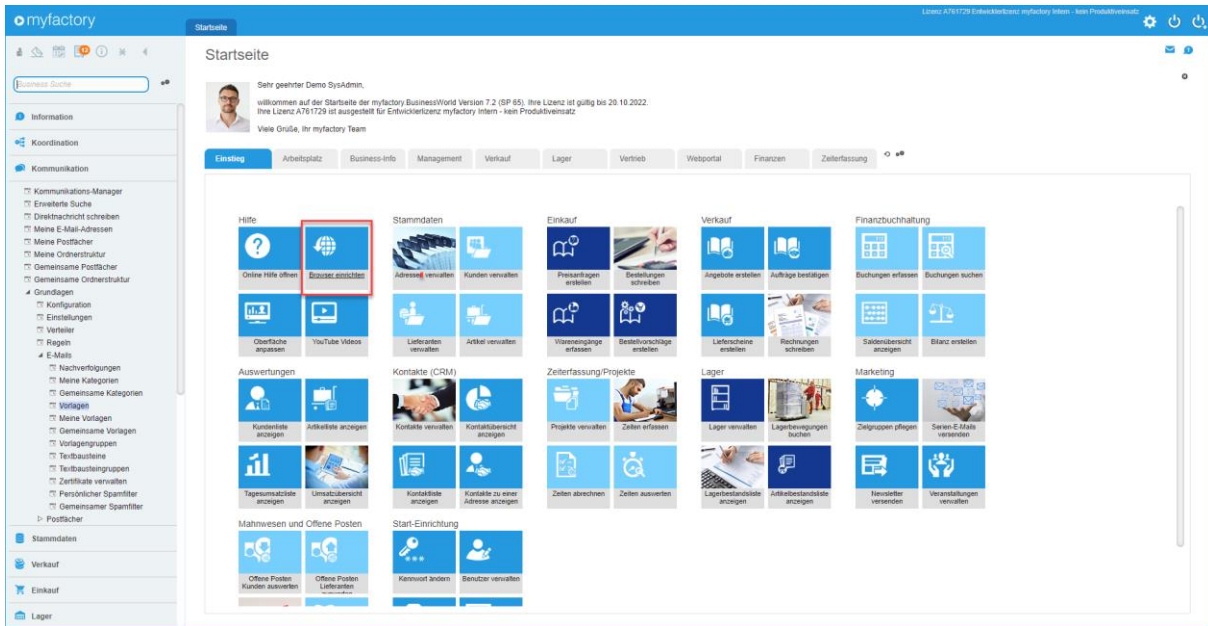 myfactory
Startseite
Lizenz A761729 Entwicklerlizenz myfactory Intern - kein Produktiveinsatz
12
Business Suche
Information
Koordination
Kommunikation
Kommunikations-Manager
Erweiterte Suche
Direktnachricht schreiben
Meine E-Mail-Adressen
Meine Postfächer
Meine Ordnerstruktur
Gemeinsame Postfächer
Gemeinsame Ordnerstruktur
Grundlagen
Konfiguration
Einstellungen
Verteiler
Regeln
E-Mails
Nachverfolgungen
Meine Kategorien
Gemeinsame Kategorien
Vorlagen
Meine Vorlagen
Gemeinsame Vorlagen
Vorlagengruppen
Textbausteine
Textbausteingruppen
Zertifikate verwalten
Persönlicher Spamfilter
Gemeinsamer Spamfilter
Postfächer
Stammdaten
Verkauf
Einkauf
Lager
Startseite
Sehr geehrter Demo SysAdmin,
willkommen auf der Startseite der myfactory.BusinessWorld Version 7.2 (SP 65). Ihre Lizenz ist gültig bis 20.10.2022.
Ihre Lizenz A761729 ist ausgestellt für Entwicklerlizenz myfactory Intern - kein Produktiveinsatz
Viele Grüße, Ihr myfactory Team
Einstieg Arbeitsplatz Business-Info Management Verkauf Lager Vertrieb Webportal Finanzen Zeiterfassung
Hilfe Stammdaten Einkauf Verkauf Finanzbuchhaltung
Online Hilfe öffnen Browser einrichten Adressen verwalten Kunden verwalten Preisanfragen erstellen Bestellungen schreiben Angebote erstellen Aufträge bestätigen Buchungen erfassen Buchungen suchen
Oberfläche anpassen YouTube Videos Lieferanten verwalten Artikel verwalten Wareneingänge erfassen Bestellvorschläge erstellen Lieferscheine erstellen Rechnungen schreiben Saldenübersicht anzeigen Bilanz erstellen
Auswertungen Kontakte (CRM) Zeiterfassung/Projekte Lager Marketing
Kundenliste anzeigen Artikelliste anzeigen Kontakte verwalten Kontaktübersicht anzeigen Projekte verwalten Zeiten erfassen Lager verwalten Lagerbewegungen buchen Zielgruppen pflegen Serien-E-Mails versenden
Tagesumsatzliste anzeigen Umsatzübersicht anzeigen Kontaktliste anzeigen Kontakte zu einer Adresse anzeigen Zeiten abrechnen Zeiten auswerten Lagerbestandsliste anzeigen Artikelbestandsliste anzeigen Newsletter versenden Veranstaltungen verwalten
Mahnwesen und Offene Posten Start-Einrichtung
Offene Posten Kunden auswerten Offene Posten Lieferanten Kennwort ändern Benutzer verwalten